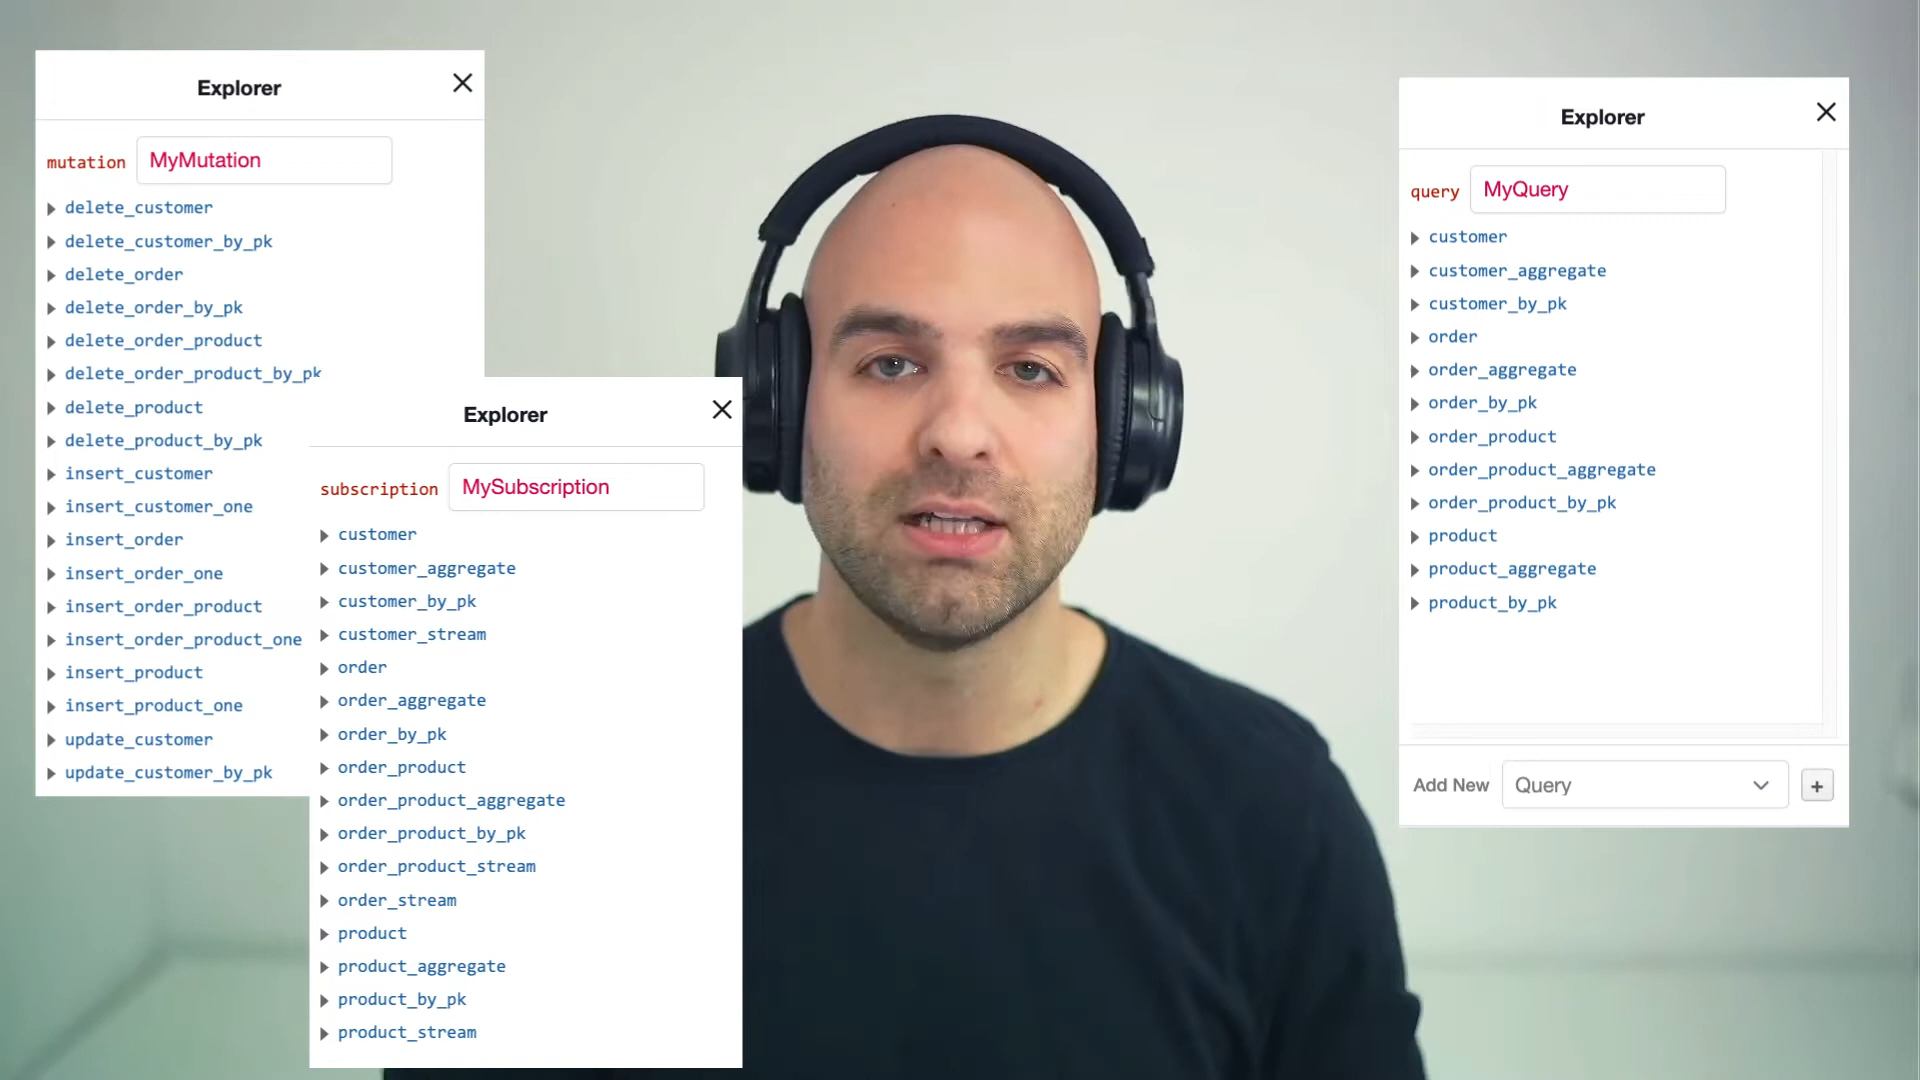 Explorer
mutation MyMutation
delete_customer
delete_customer_by_pk
delete_order
delete_order_by_pk
delete_order_product
delete_order_product_by_pk
delete_product
delete_product_by_pk
insert_customer
insert_customer_one
insert_order
insert_order_one
insert_order_product
insert_order_product_one
insert_product
insert_product_one
update_customer
update_customer_by_pk
Explorer
subscription MySubscription
customer
customer_aggregate
customer_by_pk
customer_stream
order
order_aggregate
order_by_pk
order_product
order_product_aggregate
order_product_by_pk
order_product_stream
order_stream
product
product_aggregate
product_by_pk
product_stream
Explorer
query MyQuery
customer
customer_aggregate
customer_by_pk
order
order_aggregate
order_by_pk
order_product
order_product_aggregate
order_product_by_pk
product
product_aggregate
product_by_pk
Add New Query +